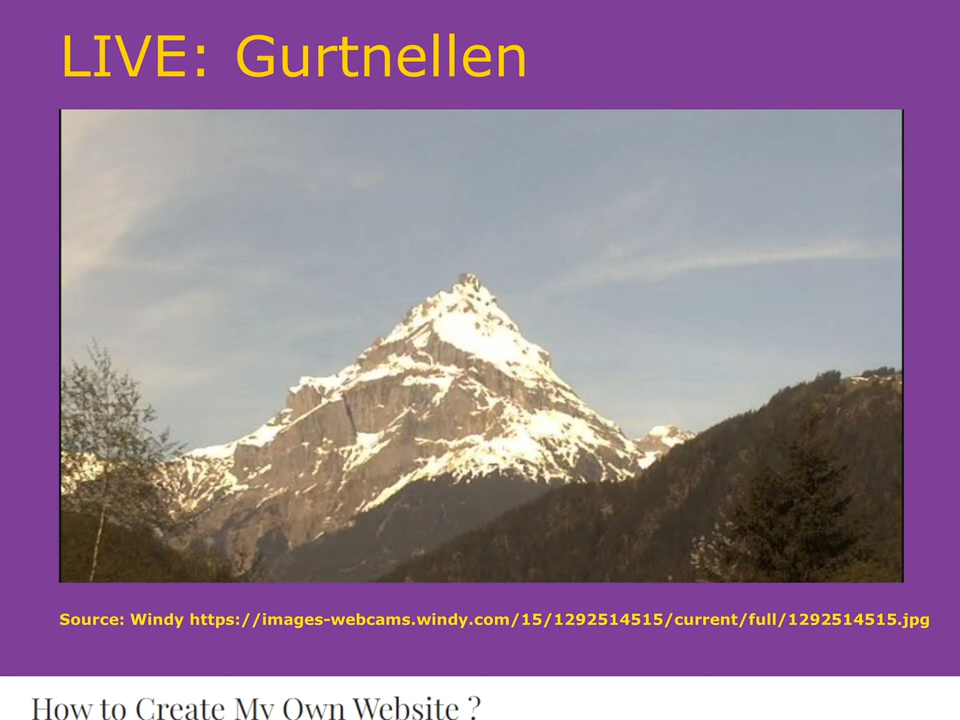 LIVE: Gurtnellen
Source: Windy https://images-webcams.windy.com/15/1292514515/current/full/1292514515.jpg
How to Create My Own Website ?